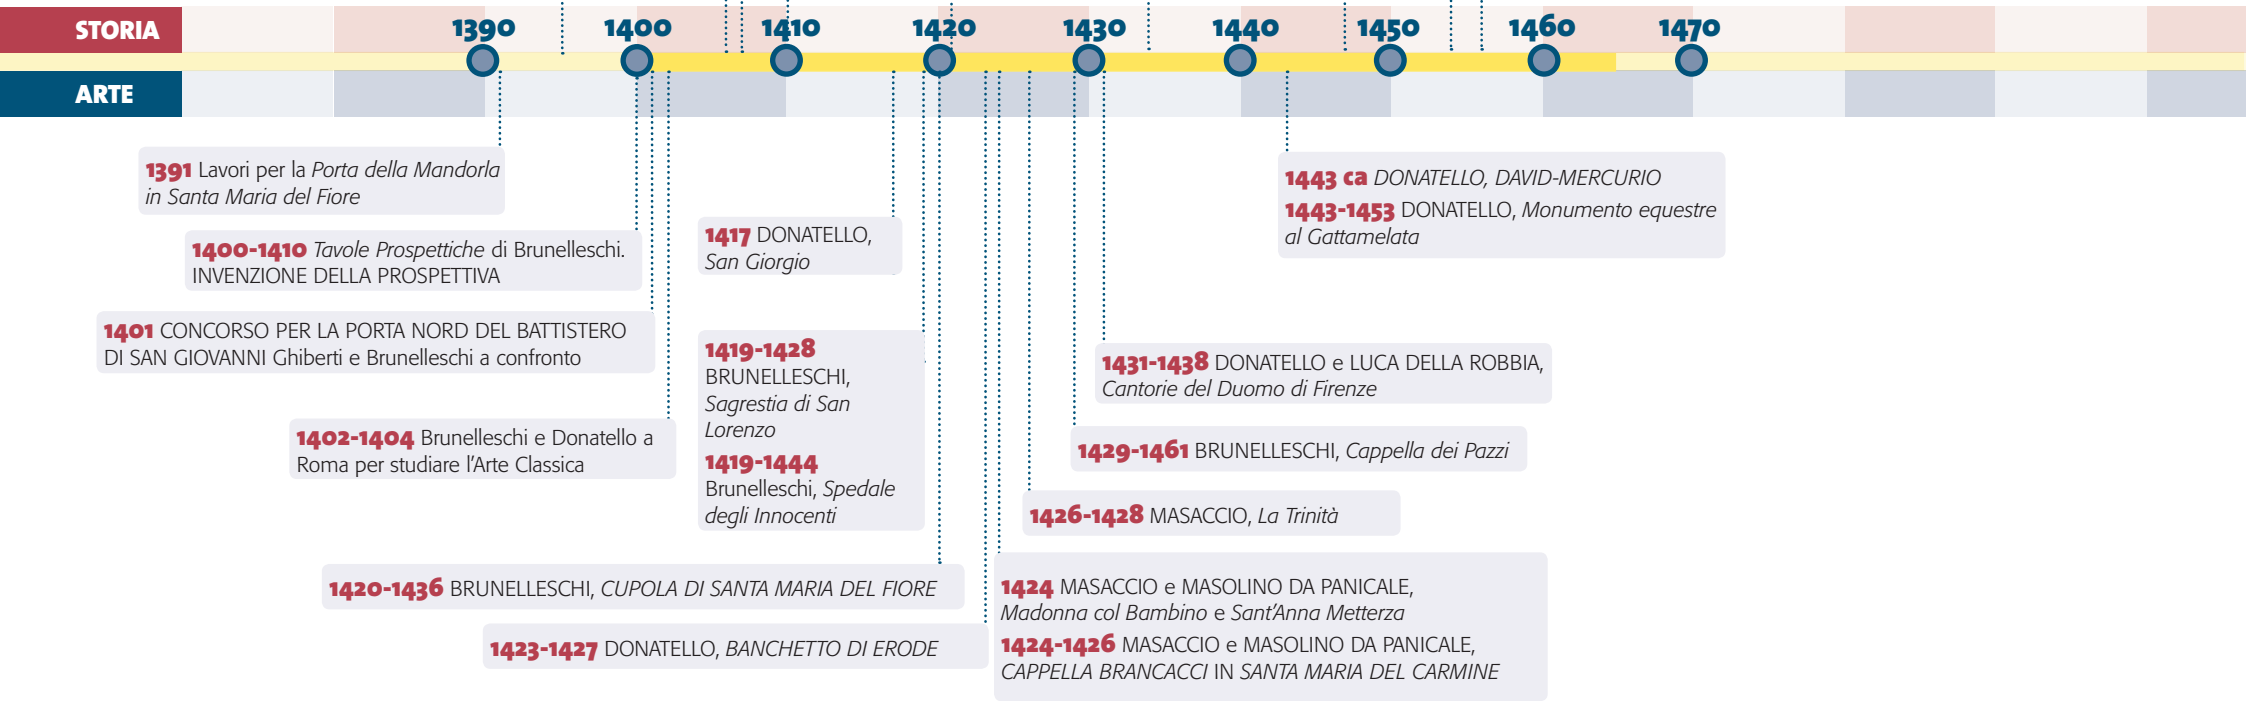 STORIA
1390 1400 1410 1420 1430 1440 1450 1460 1470
ARTE
1391 Lavori per la Porta della Mandorla
in Santa Maria del Fiore
1400-1410 Tavole Prospettiche di Brunelleschi.
INVENZIONE DELLA PROSPETTIVA
1401 CONCORSO PER LA PORTA NORD DEL BATTISTERO
DI SAN GIOVANNI Ghiberti e Brunelleschi a confronto
1402-1404 Brunelleschi e Donatello a
Roma per studiare l'Arte Classica
1417 DONATELLO,
San Giorgio
1419-1428
BRUNELLESCHI,
Sagrestia di San
Lorenzo
1419-1444
Brunelleschi, Spedale
degli Innocenti
1420-1436 BRUNELLESCHI, CUPOLA DI SANTA MARIA DEL FIORE
1423-1427 DONATELLO, BANCHETTO DI ERODE
1443 ca DONATELLO, DAVID-MERCURIO
1443-1453 DONATELLO, Monumento equestre
al Gattamelata
1431-1438 DONATELLO e LUCA DELLA ROBBIA,
Cantorie del Duomo di Firenze
1429-1461 BRUNELLESCHI, Cappella dei Pazzi
1426-1428 MASACCIO, La Trinità
1424 MASACCIO e MASOLINO DA PANICALE,
Madonna col Bambino e Sant'Anna Metterza
1424-1426 MASACCIO e MASOLINO DA PANICALE,
CAPPELLA BRANCACCI IN SANTA MARIA DEL CARMINE